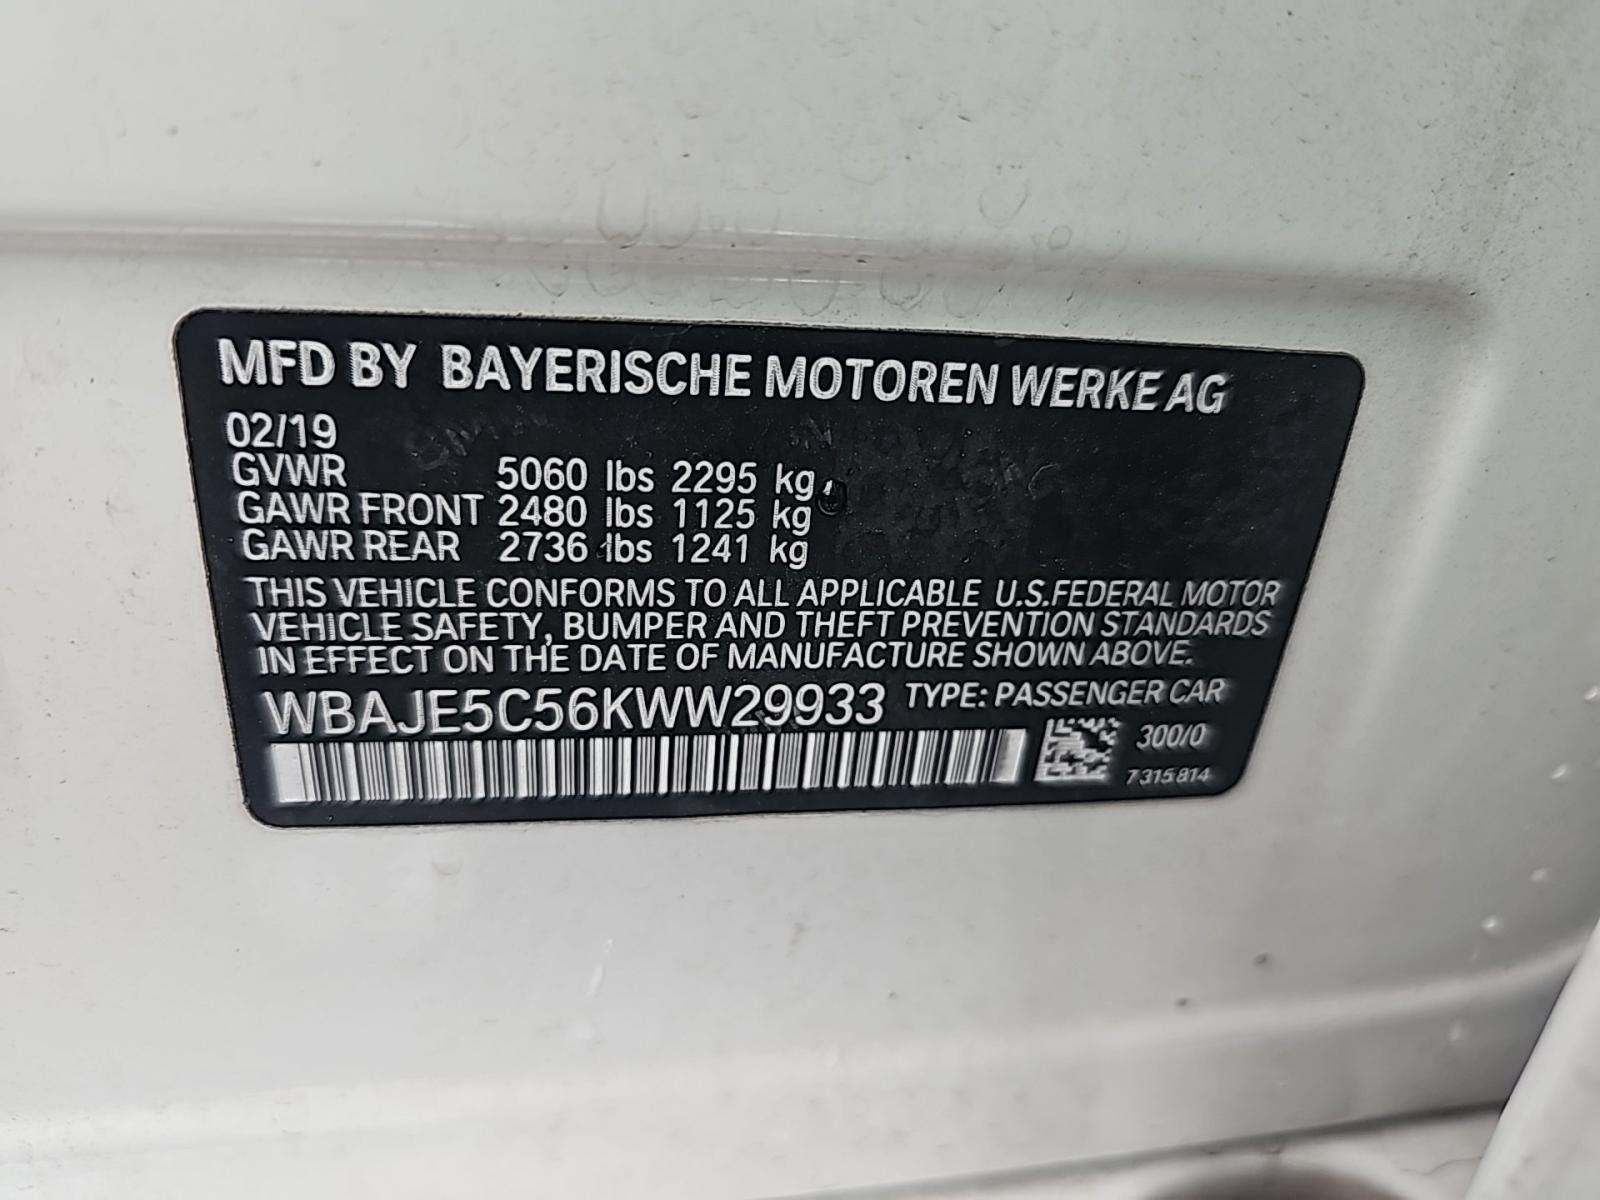 MFD BY BAYERISCHE MOTOREN WERKE AG
02/19
GVWR 5060 lbs 2295 kg
GAWR FRONT 2480 lbs 1125 kg
GAWR REAR 2736 lbs 1241 kg
THIS VEHICLE CONFORMS TO ALL APPLICABLE U.S.FEDERAL MOTOR
VEHICLE SAFETY, BUMPER AND THEFT PREVENTION STANDARDS
IN EFFECT ON THE DATE OF MANUFACTURE SHOWN ABOVE.
WBAJE5C56KWW29933 TYPE: PASSENGER CAR
300/0
7315814